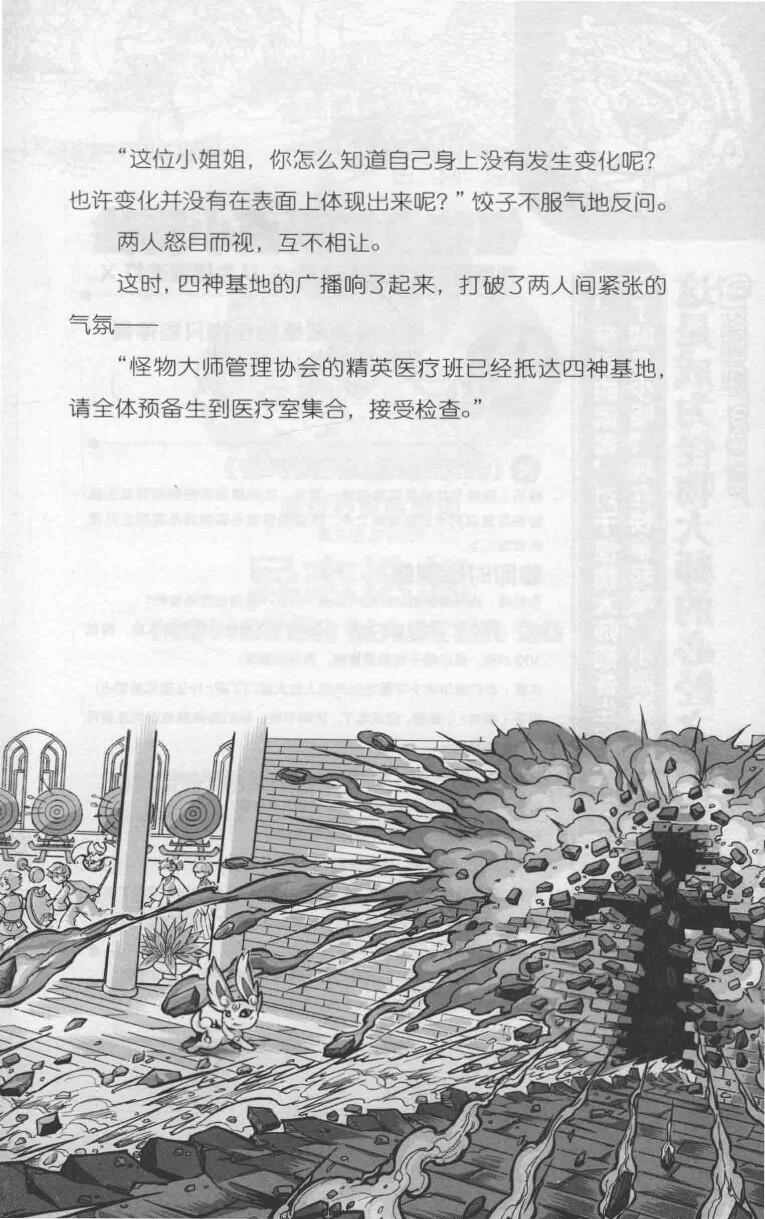 “这位小姐姐，你怎么知道自己身上没有发生变化呢？
也许变化并没有在表面上体现出来呢？”饺子不服气地反问。
两人怒目而视，互不相让。
这时，四神基地的广播响了起来，打破了两人间紧张的
气氛——
“怪物大师管理协会的精英医疗班已经抵达四神基地，
请全体预备生到医疗室集合，接受检查。”